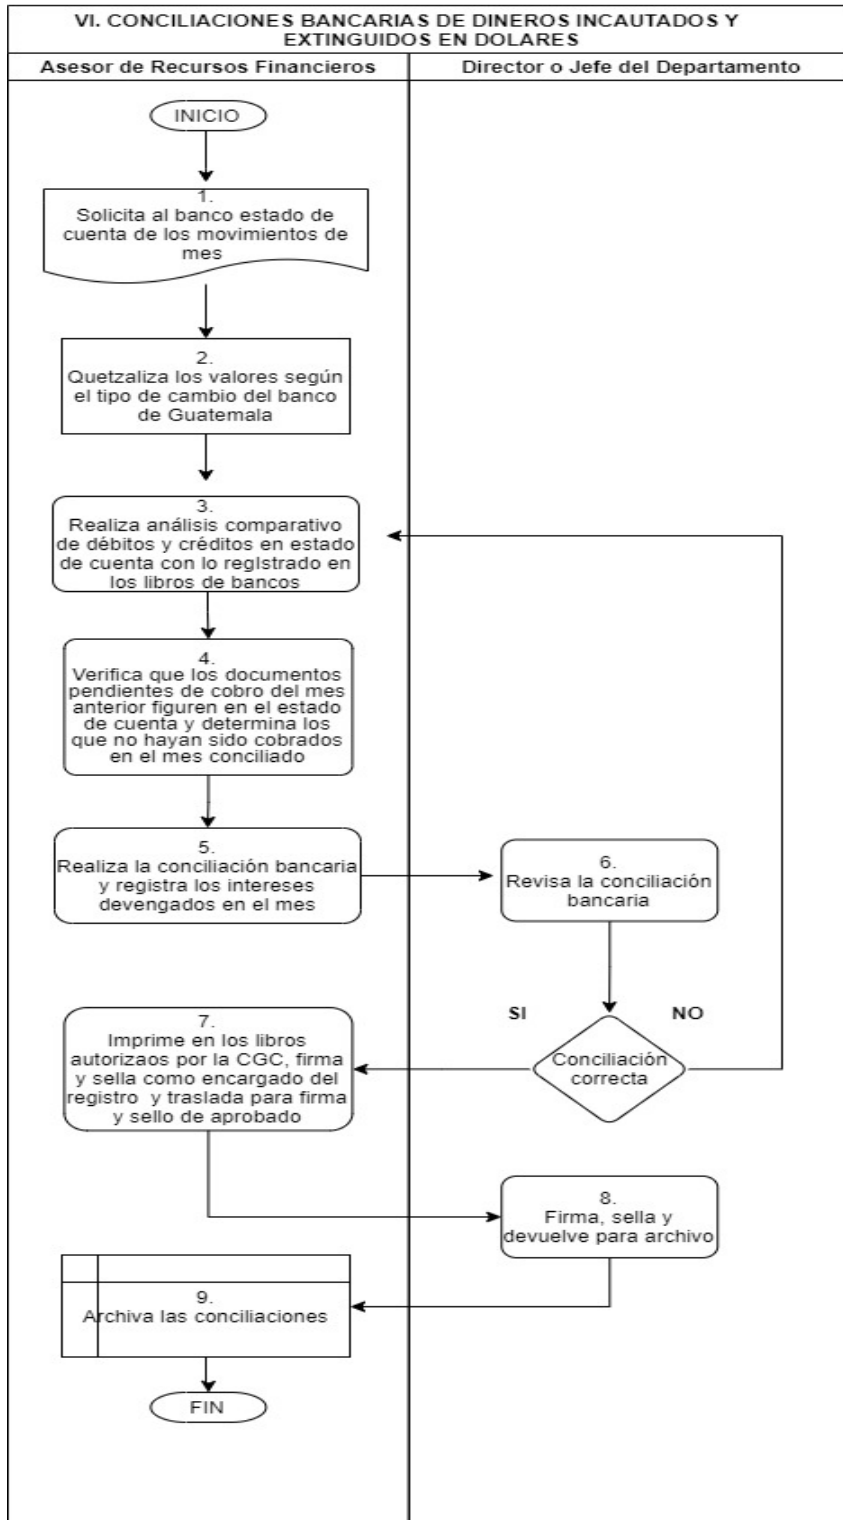 VI. CONCILIACIONES BANCARIAS DE DINEROS INCAUTADOS Y
EXTINGUIDOS EN DOLARES
Asesor de Recursos Financieros
Director o Jefe del Departamento
INICIO
1.
Solicita al banco estado de
cuenta de los movimientos de
mes
2.
Quetzaliza los valores según
el tipo de cambio del banco
de Guatemala
3.
Realiza análisis comparativo
de débitos y créditos en estado
de cuenta con lo registrado en
los libros de bancos
4.
Verifica que los documentos
pendientes de cobro del mes
anterior figuren en el estado
de cuenta y determina los
que no hayan sido cobrados
en el mes conciliado
5.
Realiza la conciliación bancaria
y registra los intereses
devengados en el mes
6.
Revisa la conciliación
bancaria
SI
NO
Conciliación
correcta
7.
Imprime en los libros
autorizaos por la CGC, firma
y sella como encargado del
registro y traslada para firma
y sello de aprobado
8.
Firma, sella y
devuelve para archivo
9.
Archiva las conciliaciones
FIN